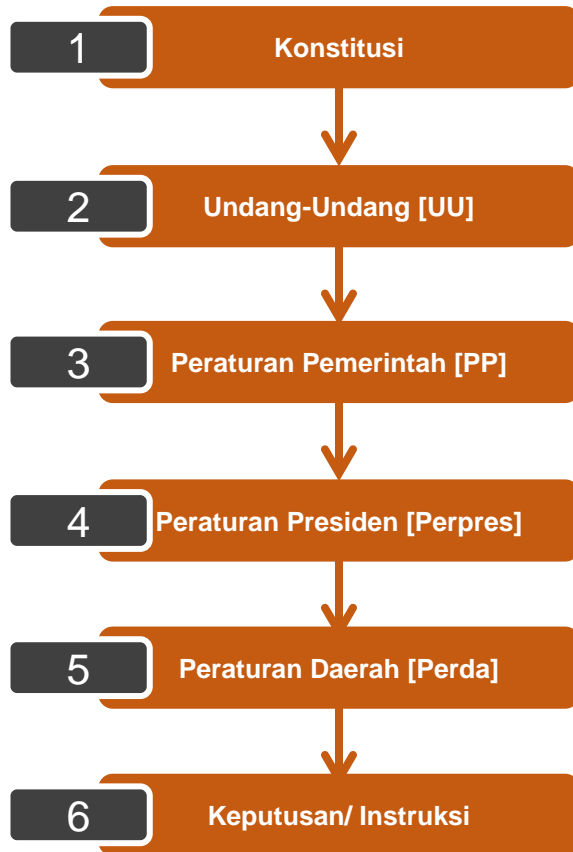 1
Konstitusi
2
Undang-Undang [UU]
3
Peraturan Pemerintah [PP]
4
Peraturan Presiden [Perpres]
5
Peraturan Daerah [Perda]
6
Keputusan/ Instruksi